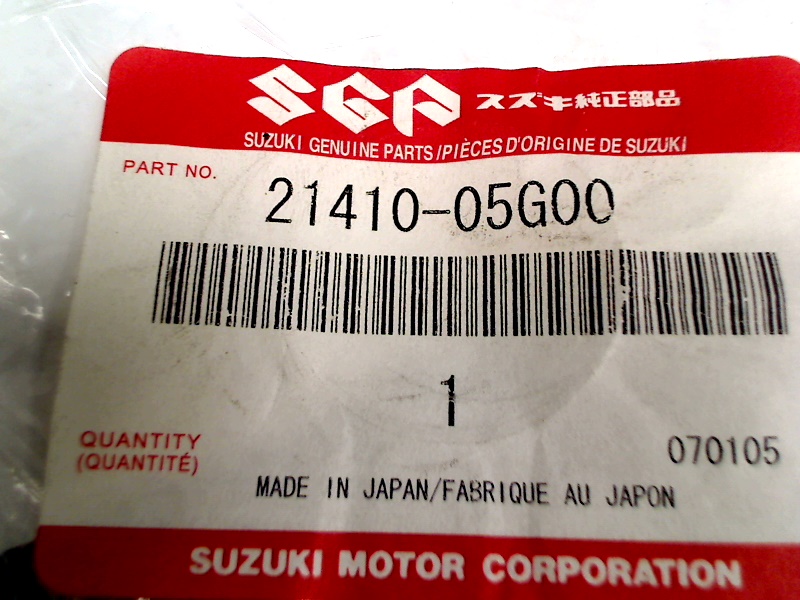 SGP スズキ純正部品
SUZUKI GENUINE PARTS/PIÈCES D'ORIGINE DE SUZUKI
PART NO.
21410-05G00
1
QUANTITY
(QUANTITÉ)
070105
MADE IN JAPAN/FABRIQUE AU JAPON
SUZUKI MOTOR CORPORATION